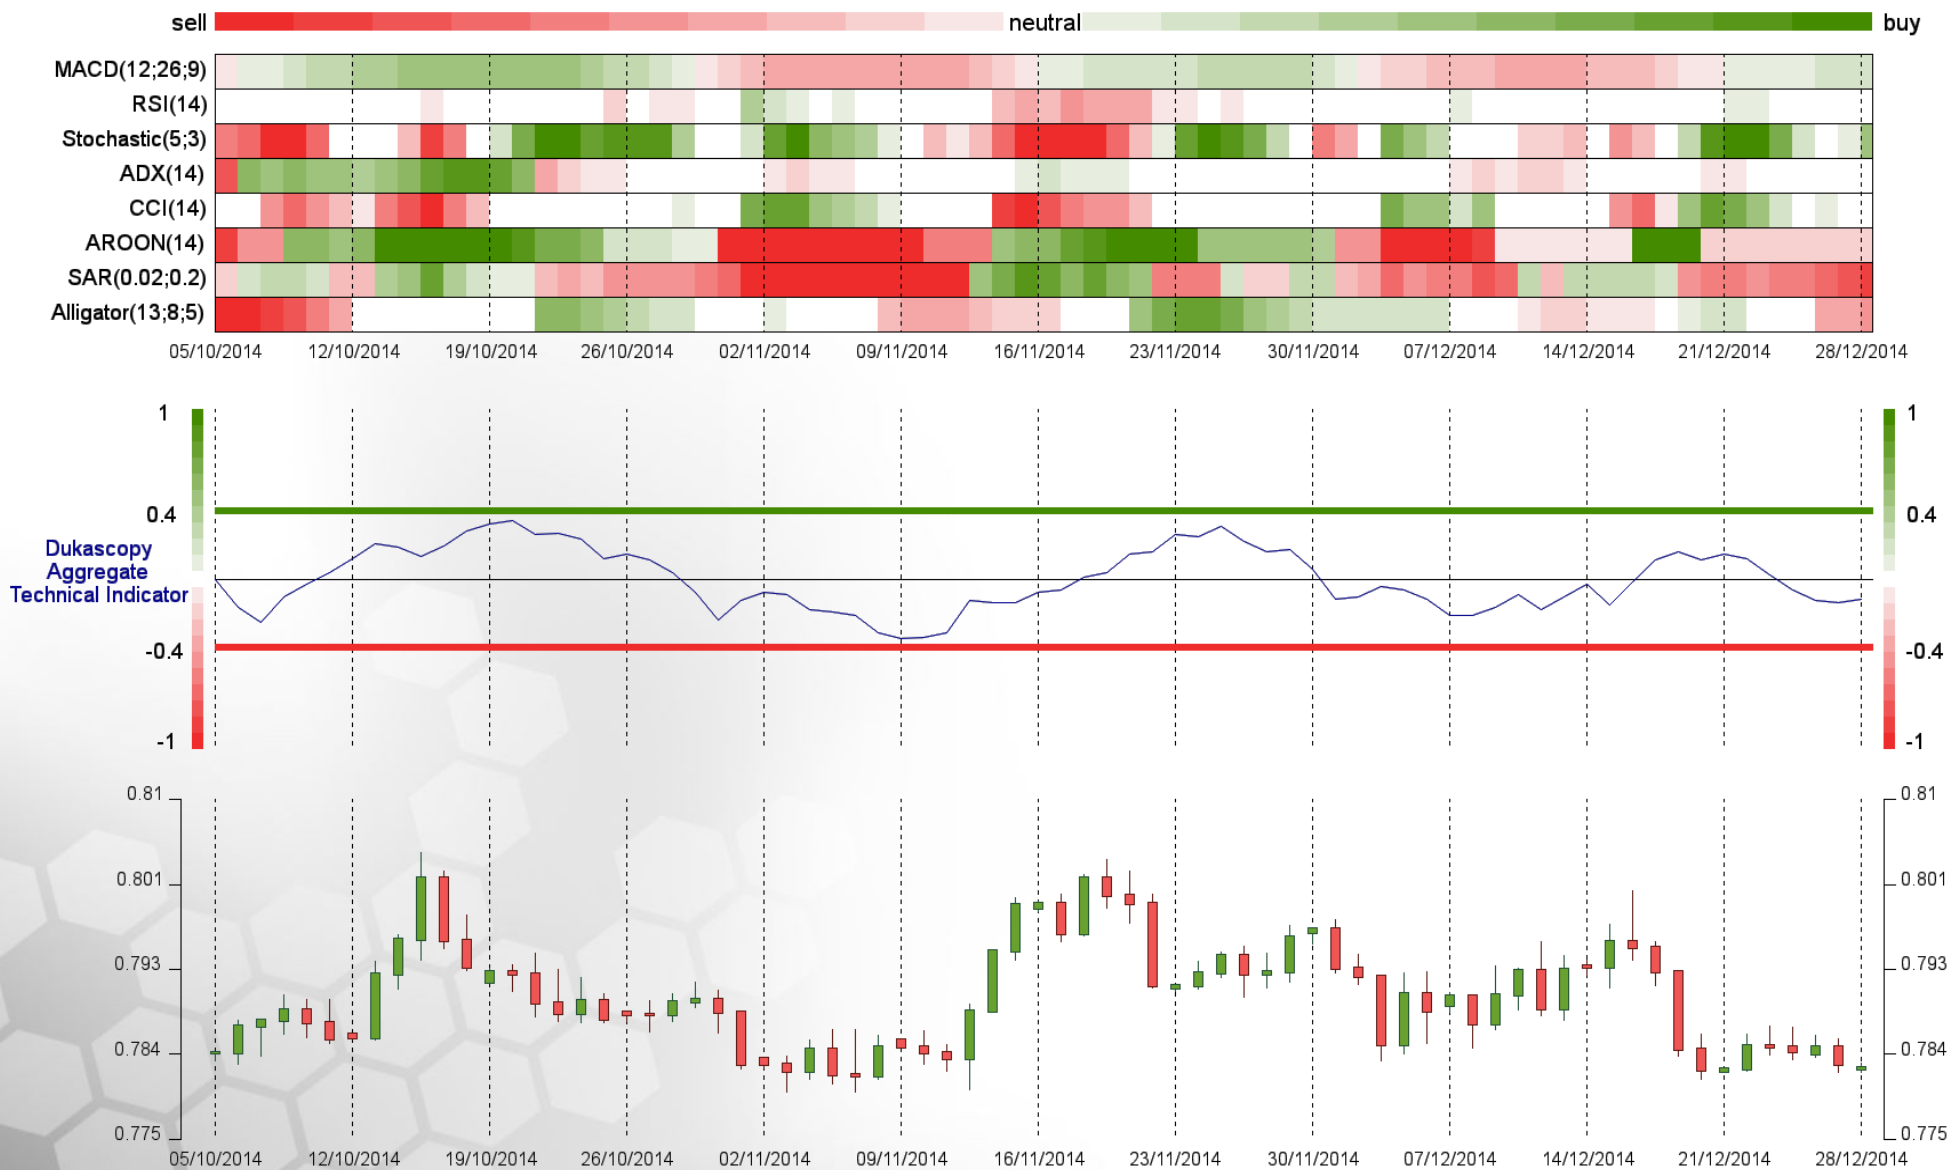 sell neutral buy
MACD(12;26;9)
RSI(14)
Stochastic(5;3)
ADX(14)
CCI(14)
AROON(14)
SAR(0.02;0.2)
Alligator(13;8;5)
05/10/2014 12/10/2014 19/10/2014 26/10/2014 02/11/2014 09/11/2014 16/11/2014 23/11/2014 30/11/2014 07/12/2014 14/12/2014 21/12/2014 28/12/2014
1 1
0.4 0.4
Dukascopy
Aggregate
Technical Indicator
-0.4 -0.4
-1 -1
0.81 0.81
0.801 0.801
0.793 0.793
0.784 0.784
0.775 0.775
05/10/2014 12/10/2014 19/10/2014 26/10/2014 02/11/2014 09/11/2014 16/11/2014 23/11/2014 30/11/2014 07/12/2014 14/12/2014 21/12/2014 28/12/2014